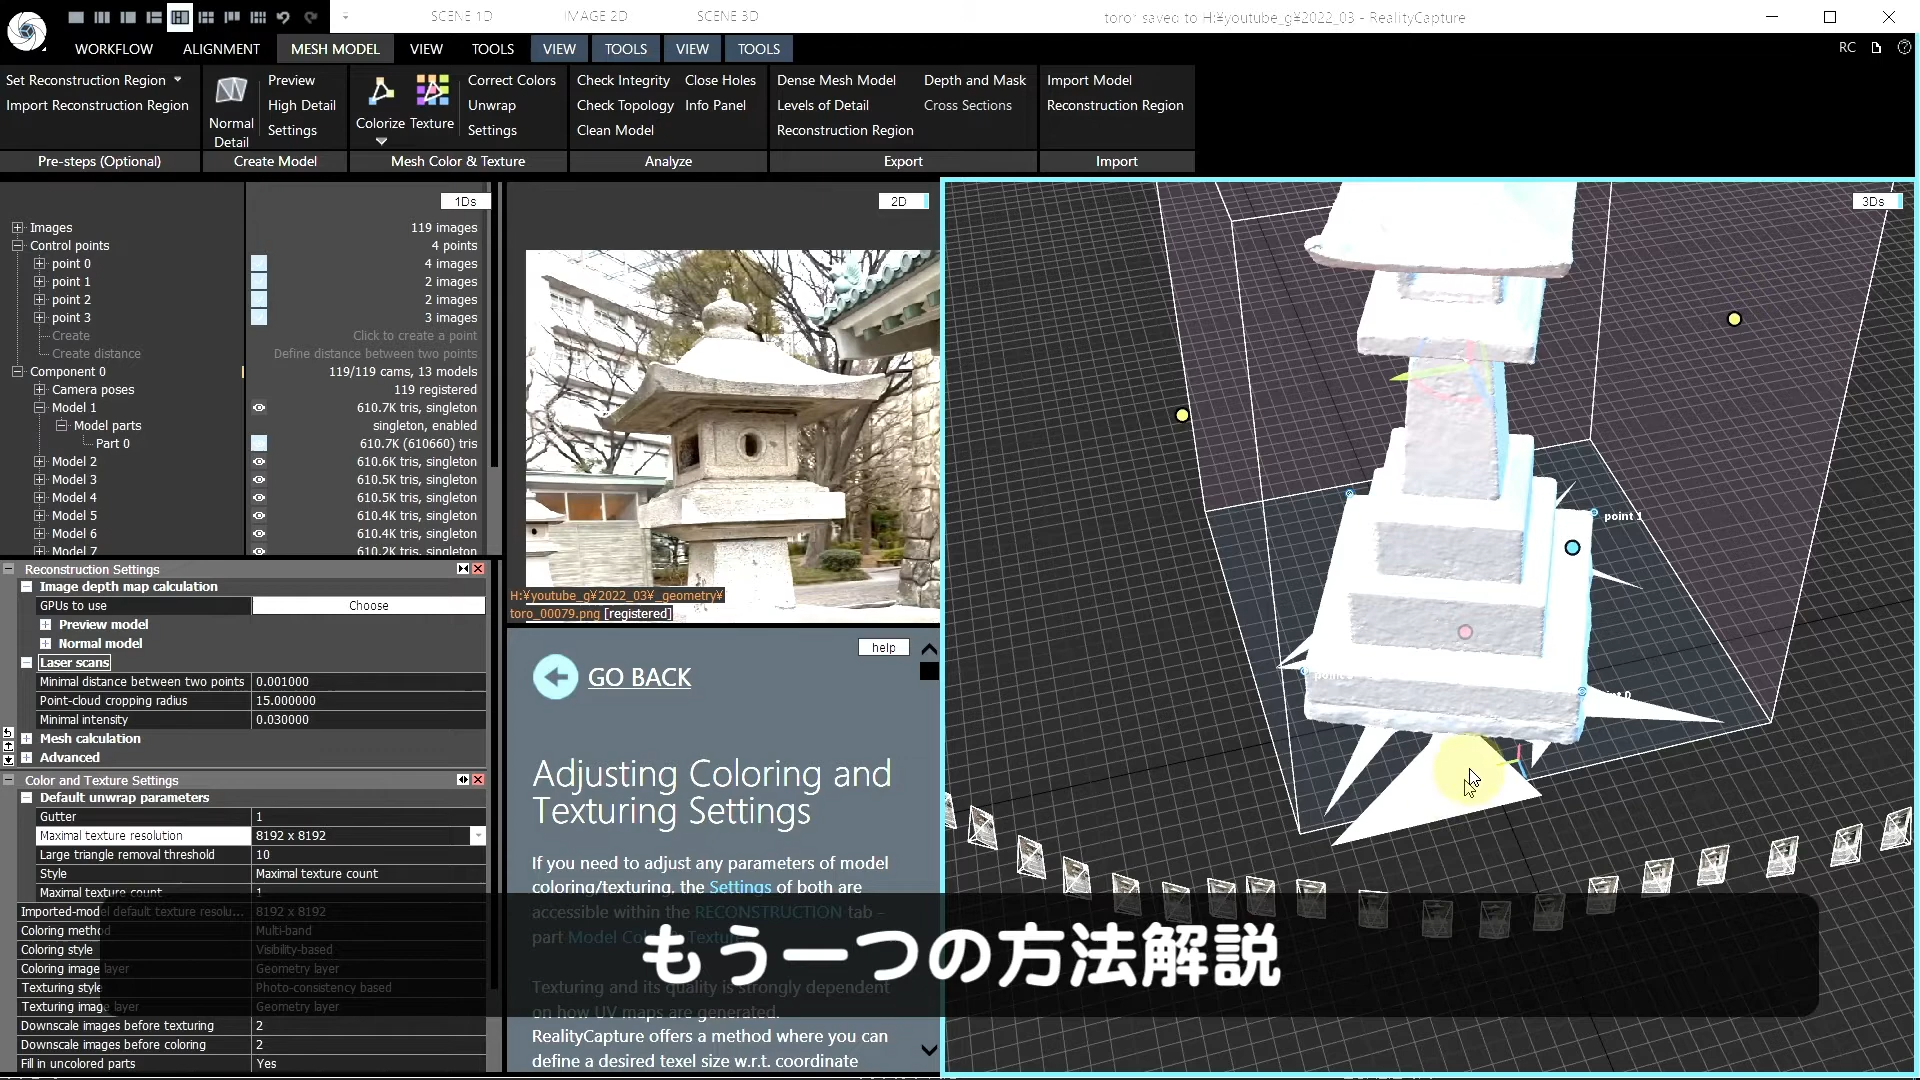 SCENE 1D
IMAGE 2D
SCENE 3D
toror saved to H:¥youtube_g¥2022_03 - RealityCapture
WORKFLOW
ALIGNMENT
MESH MODEL
VIEW
TOOLS
VIEW
TOOLS
VIEW
TOOLS
RC
Set Reconstruction Region
Import Reconstruction Region
Pre-steps (Optional)
Normal
Detail
Preview
High Detail
Settings
Create Model
Colorize
Texture
Correct Colors
Unwrap
Settings
Mesh Color & Texture
Check Integrity
Close Holes
Check Topology
Info Panel
Clean Model
Analyze
Dense Mesh Model
Depth and Mask
Levels of Detail
Cross Sections
Reconstruction Region
Export
Import Model
Reconstruction Region
Import
1Ds
Images 119 images
Control points 4 points
point 0 4 images
point 1 2 images
point 2 2 images
point 3 3 images
Create Click to create a point
Create distance Define distance between two points
Component 0 119/119 cams, 13 models
Camera poses 119 registered
Model 1 610.7K tris, singleton
Model parts singleton, enabled
Part 0 610.7K (610660) tris
Model 2 610.6K tris, singleton
Model 3 610.5K tris, singleton
Model 4 610.5K tris, singleton
Model 5 610.4K tris, singleton
Model 6 610.4K tris, singleton
Model 7 610.2K tris, singleton
Reconstruction Settings
Image depth map calculation
GPUs to use Choose
Preview model
Normal model
Laser scans
Minimal distance between two points 0.001000
Point-cloud cropping radius 15.000000
Minimal intensity 0.030000
Mesh calculation
Advanced
Color and Texture Settings
Default unwrap parameters
Gutter 1
Maximal texture resolution 8192 x 8192
Large triangle removal threshold 10
Style Maximal texture count
Maximal texture count 1
Imported-model default texture resolu... 8192 x 8192
Coloring method Multi-band
Coloring style Visibility-based
Coloring image layer Geometry layer
Texturing style Photo-consistency based
Texturing image layer Geometry layer
Downscale images before texturing 2
Downscale images before coloring 2
Fill in uncolored parts Yes
2D
H:¥youtube_g¥2022_03¥_geometry¥
toro_00079.png [registered]
help
GO BACK
Adjusting Coloring and
Texturing Settings
If you need to adjust any parameters of model
coloring/texturing, the Settings of both are
accessible within the RECONSTRUCTION tab -
part Model
Texturing and its quality is strongly dependent
on how UV maps are generated.
RealityCapture offers a method where you can
define a desired texel size w.r.t. coordinate
3Ds
point 1
もう一つの方法解説